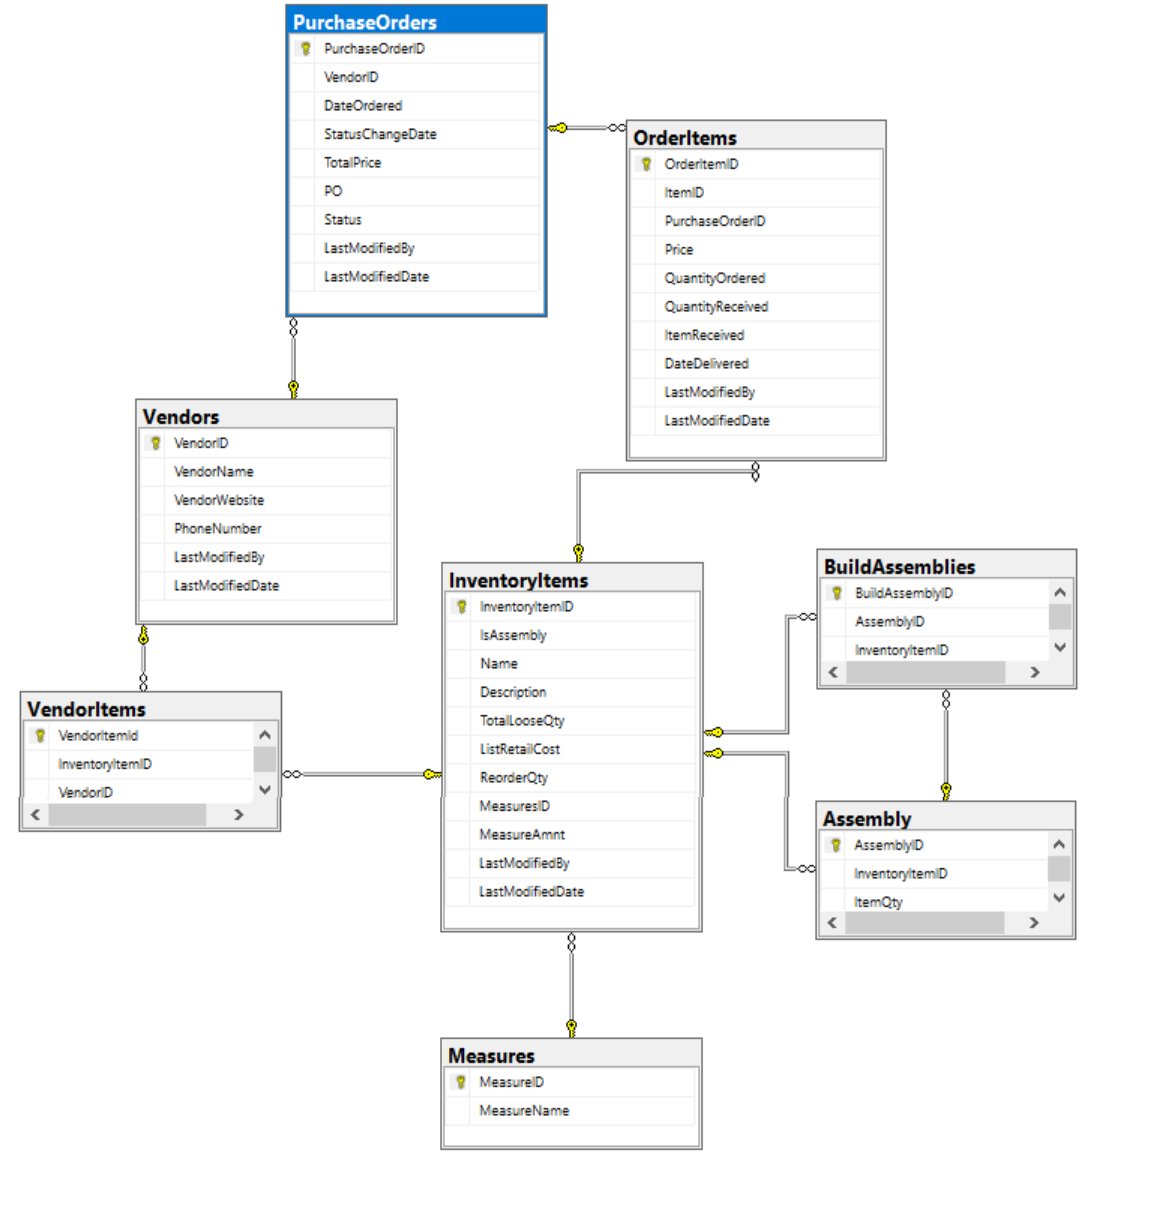 PurchaseOrders
PurchaseOrderID
VendorID
DateOrdered
StatusChangeDate
TotalPrice
PO
Status
LastModifiedBy
LastModifiedDate
OrderItems
OrderItemID
ItemID
PurchaseOrderID
Price
QuantityOrdered
QuantityReceived
ItemReceived
DateDelivered
LastModifiedBy
LastModifiedDate
Vendors
VendorID
VendorName
VendorWebsite
PhoneNumber
LastModifiedBy
LastModifiedDate
InventoryItems
InventoryItemID
IsAssembly
Name
Description
TotalLooseQty
ListRetailCost
ReorderQty
MeasuresID
MeasureAmnt
LastModifiedBy
LastModifiedDate
BuildAssemblies
BuildAssemblyID
AssemblyID
InventoryItemID
VendorItems
VendorItemId
InventoryItemID
VendorID
Assembly
AssemblyID
InventoryItemID
ItemQty
Measures
MeasureID
MeasureName